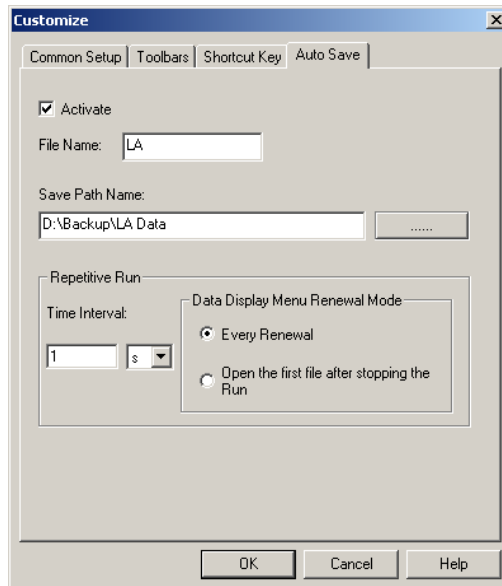 Customize
Common Setup Toolbars Shortcut Key Auto Save
Activate
File Name: LA
Save Path Name:
D:\Backup\LA Data ......
Repetitive Run
Time Interval: Data Display Menu Renewal Mode
1 s Every Renewal
Open the first file after stopping the
Run
OK Cancel Help